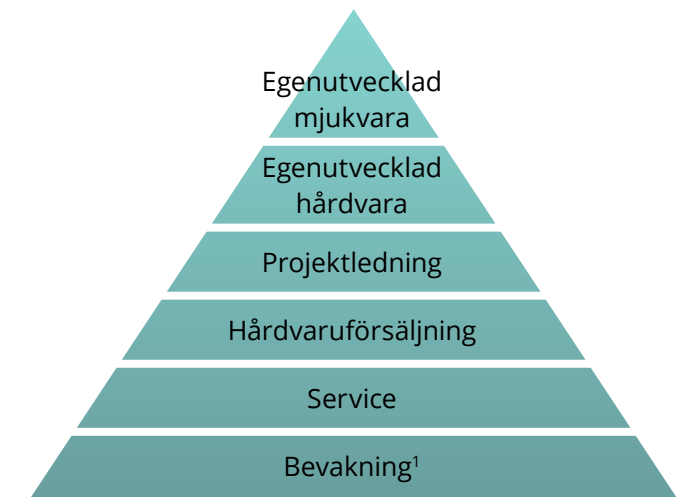 Egenutvecklad
mjukvara
Egenutvecklad
hårdvara
Projektledning
Hårdvaruförsäljning
Service
Bevakning¹